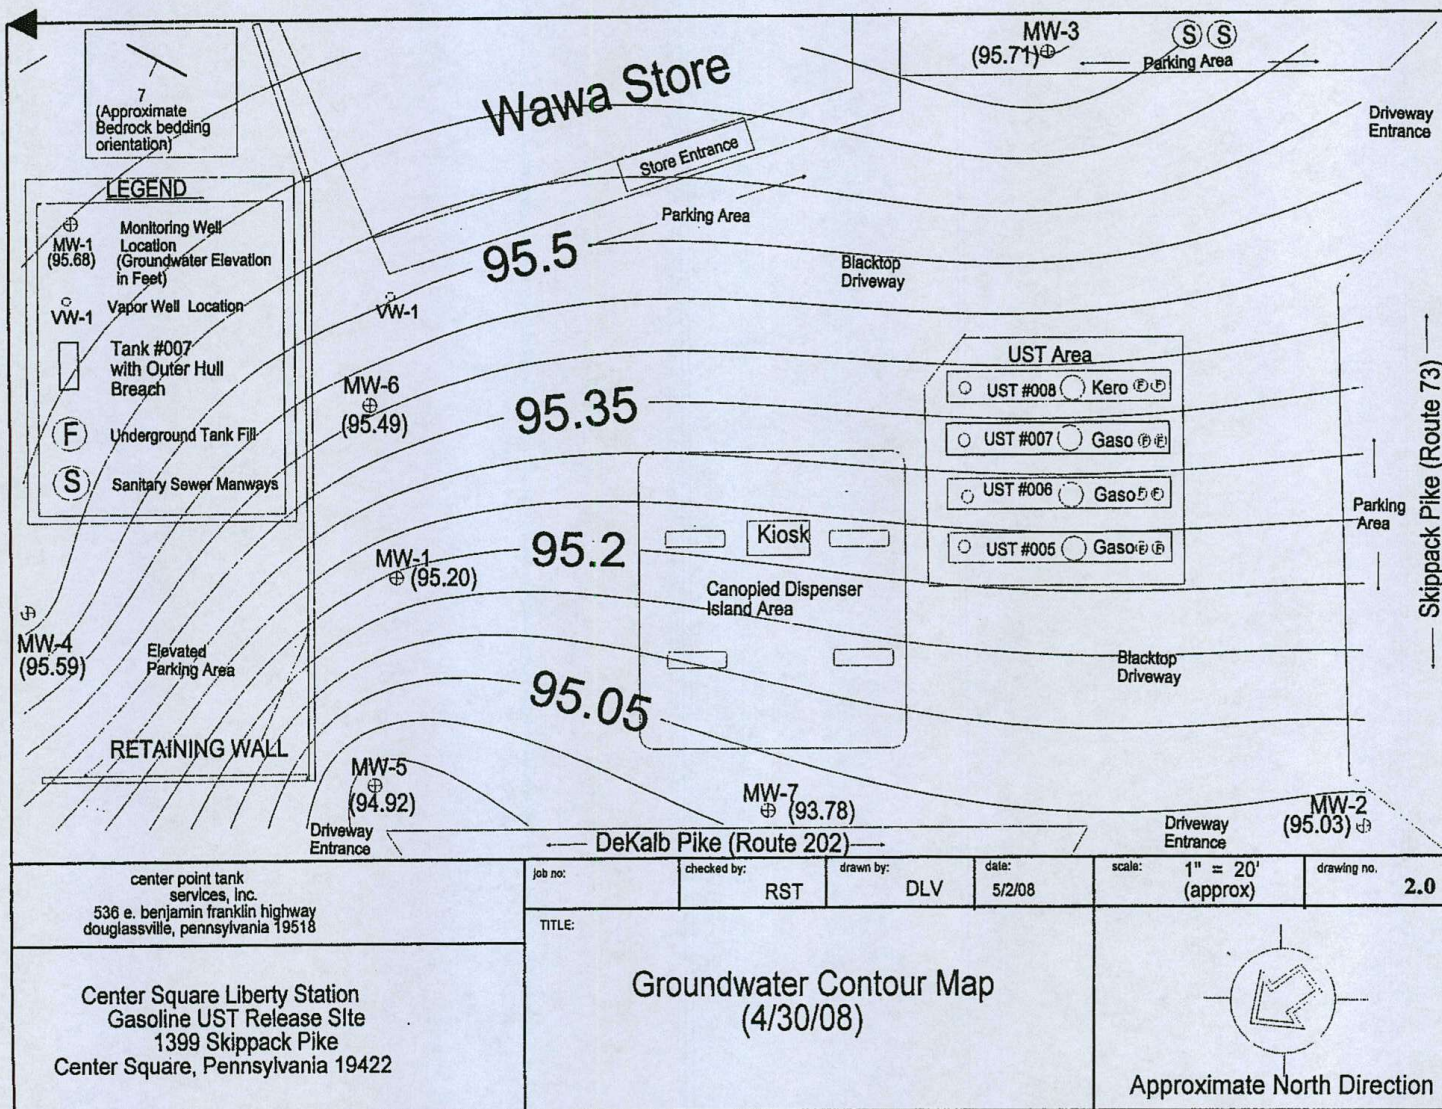 MW-3
(95.71)
S S
Parking Area
7
(Approximate
Bedrock bedding
orientation)
Wawa Store
Store Entrance
Driveway
Entrance
LEGEND
MW-1
(95.68)
Monitoring Well
Location
(Groundwater Elevation
in Feet)
VW-1
Vapor Well Location
Tank #007
with Outer Hull
Breach
F
Underground Tank Fill
S
Sanitary Sewer Manways
Parking Area
95.5
Blacktop
Driveway
VW-1
MW-6
(95.49)
95.35
UST Area
UST #008 Kero F F
UST #007 Gaso F F
UST #006 Gaso F F
UST #005 Gaso F F
Skippack Pike (Route 73)
Parking
Area
MW-1
(95.20)
95.2
Kiosk
Canopied Dispenser
Island Area
MW-4
(95.59)
Elevated
Parking Area
Blacktop
Driveway
95.05
RETAINING WALL
MW-5
(94.92)
MW-7
(93.78)
MW-2
(95.03)
Driveway
Entrance
DeKalb Pike (Route 202)
Driveway
Entrance
center point tank
services, inc.
536 e. benjamin franklin highway
douglassville, pennsylvania 19518
job no:
checked by:
RST
drawn by:
DLV
date:
5/2/08
scale:
1" = 20'
(approx)
drawing no.
2.0
TITLE:
Groundwater Contour Map
(4/30/08)
Center Square Liberty Station
Gasoline UST Release SIte
1399 Skippack Pike
Center Square, Pennsylvania 19422
Approximate North Direction